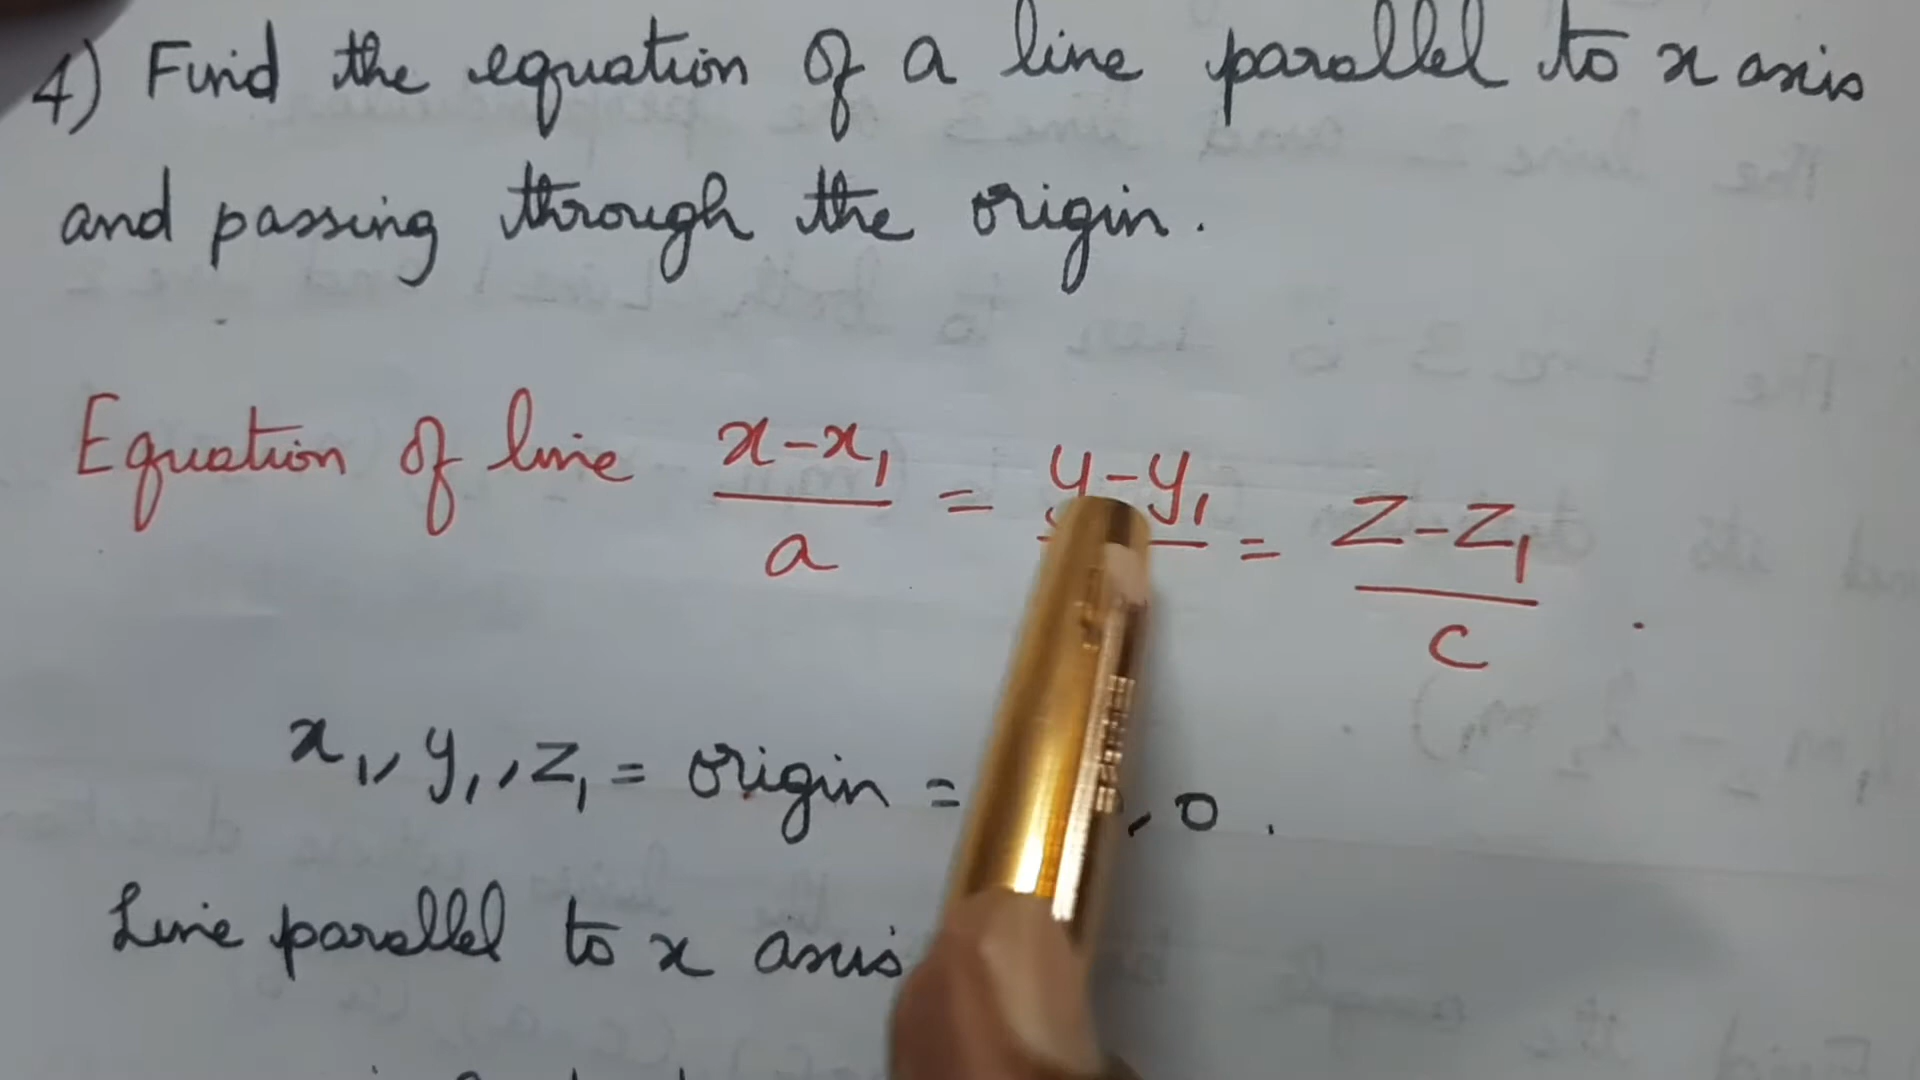 4) Find the equation of a line parallel to x axis
and passing through the origin.
Equation of line x-x₁/a = y-y₁ = z-z₁/c
x₁, y₁, z₁ = origin = , 0.
Line parallel to x axis